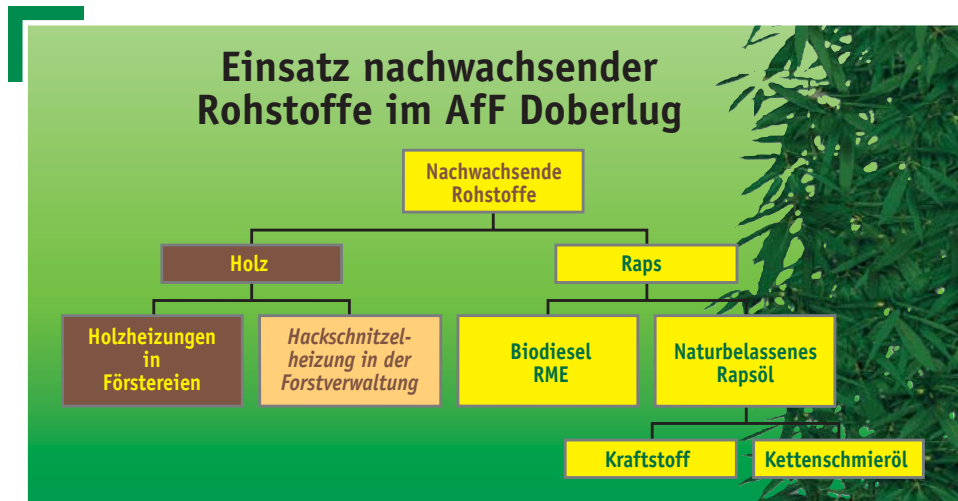 Einsatz nachwachsender
Rohstoffe im AfF Doberlug
Nachwachsende
Rohstoffe
Holz
Raps
Holzheizungen
in
Förstereien
Hackschnitzel-
heizung in der
Forstverwaltung
Biodiesel
RME
Naturbelassenes
Rapsöl
Kraftstoff
Kettenschmieröl